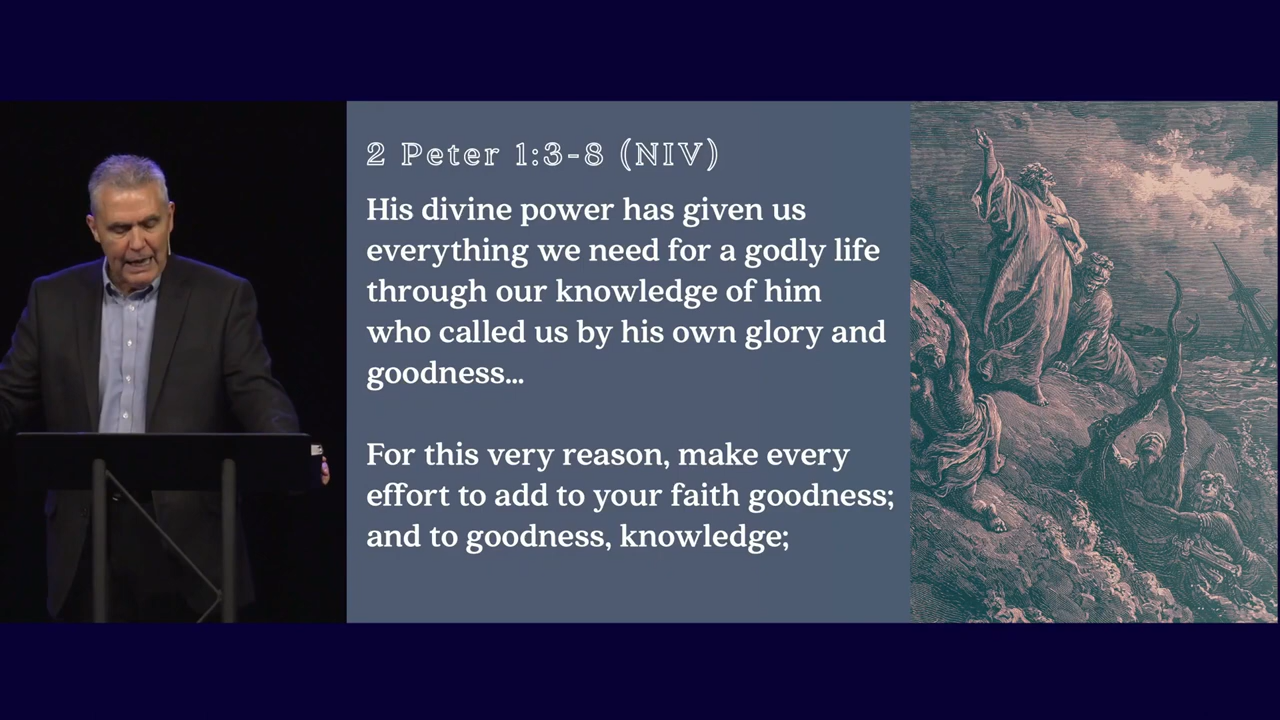 2 Peter 1:3-8 (NIV)
His divine power has given us
everything we need for a godly life
through our knowledge of him
who called us by his own glory and
goodness...
For this very reason, make every
effort to add to your faith goodness;
and to goodness, knowledge;